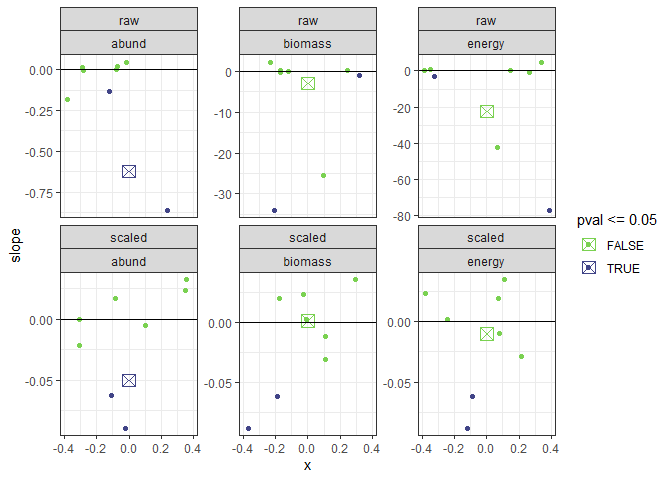 raw
raw
raw
abund
biomass
energy
0.00
-0.25
-0.50
-0.75
0
-10
-20
-30
0
-20
-40
-60
-80
slope
scaled
scaled
scaled
abund
biomass
energy
0.00
-0.05
0.00
-0.05
0.00
-0.05
-0.4 -0.2 0.0 0.2 0.4
-0.4 -0.2 0.0 0.2 0.4
-0.4 -0.2 0.0 0.2 0.4
x
pval <= 0.05
FALSE
TRUE